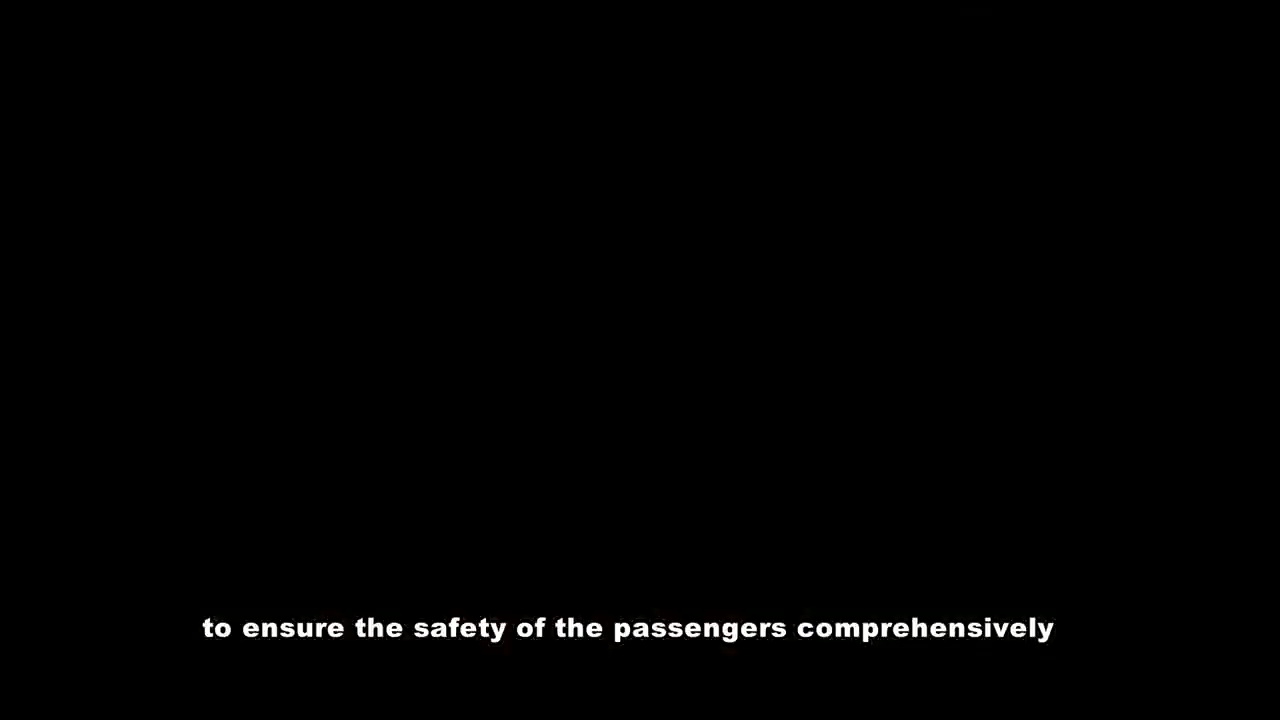 to ensure the safety of the passengers comprehensively